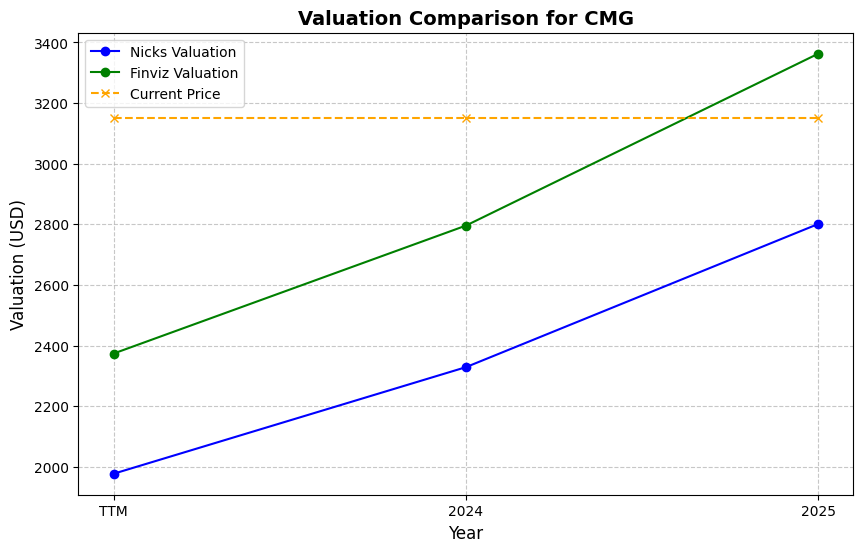 Valuation Comparison for CMG
Nicks Valuation
Finviz Valuation
Current Price
Valuation (USD)
3400
3200
3000
2800
2600
2400
2200
2000
TTM
2024
2025
Year